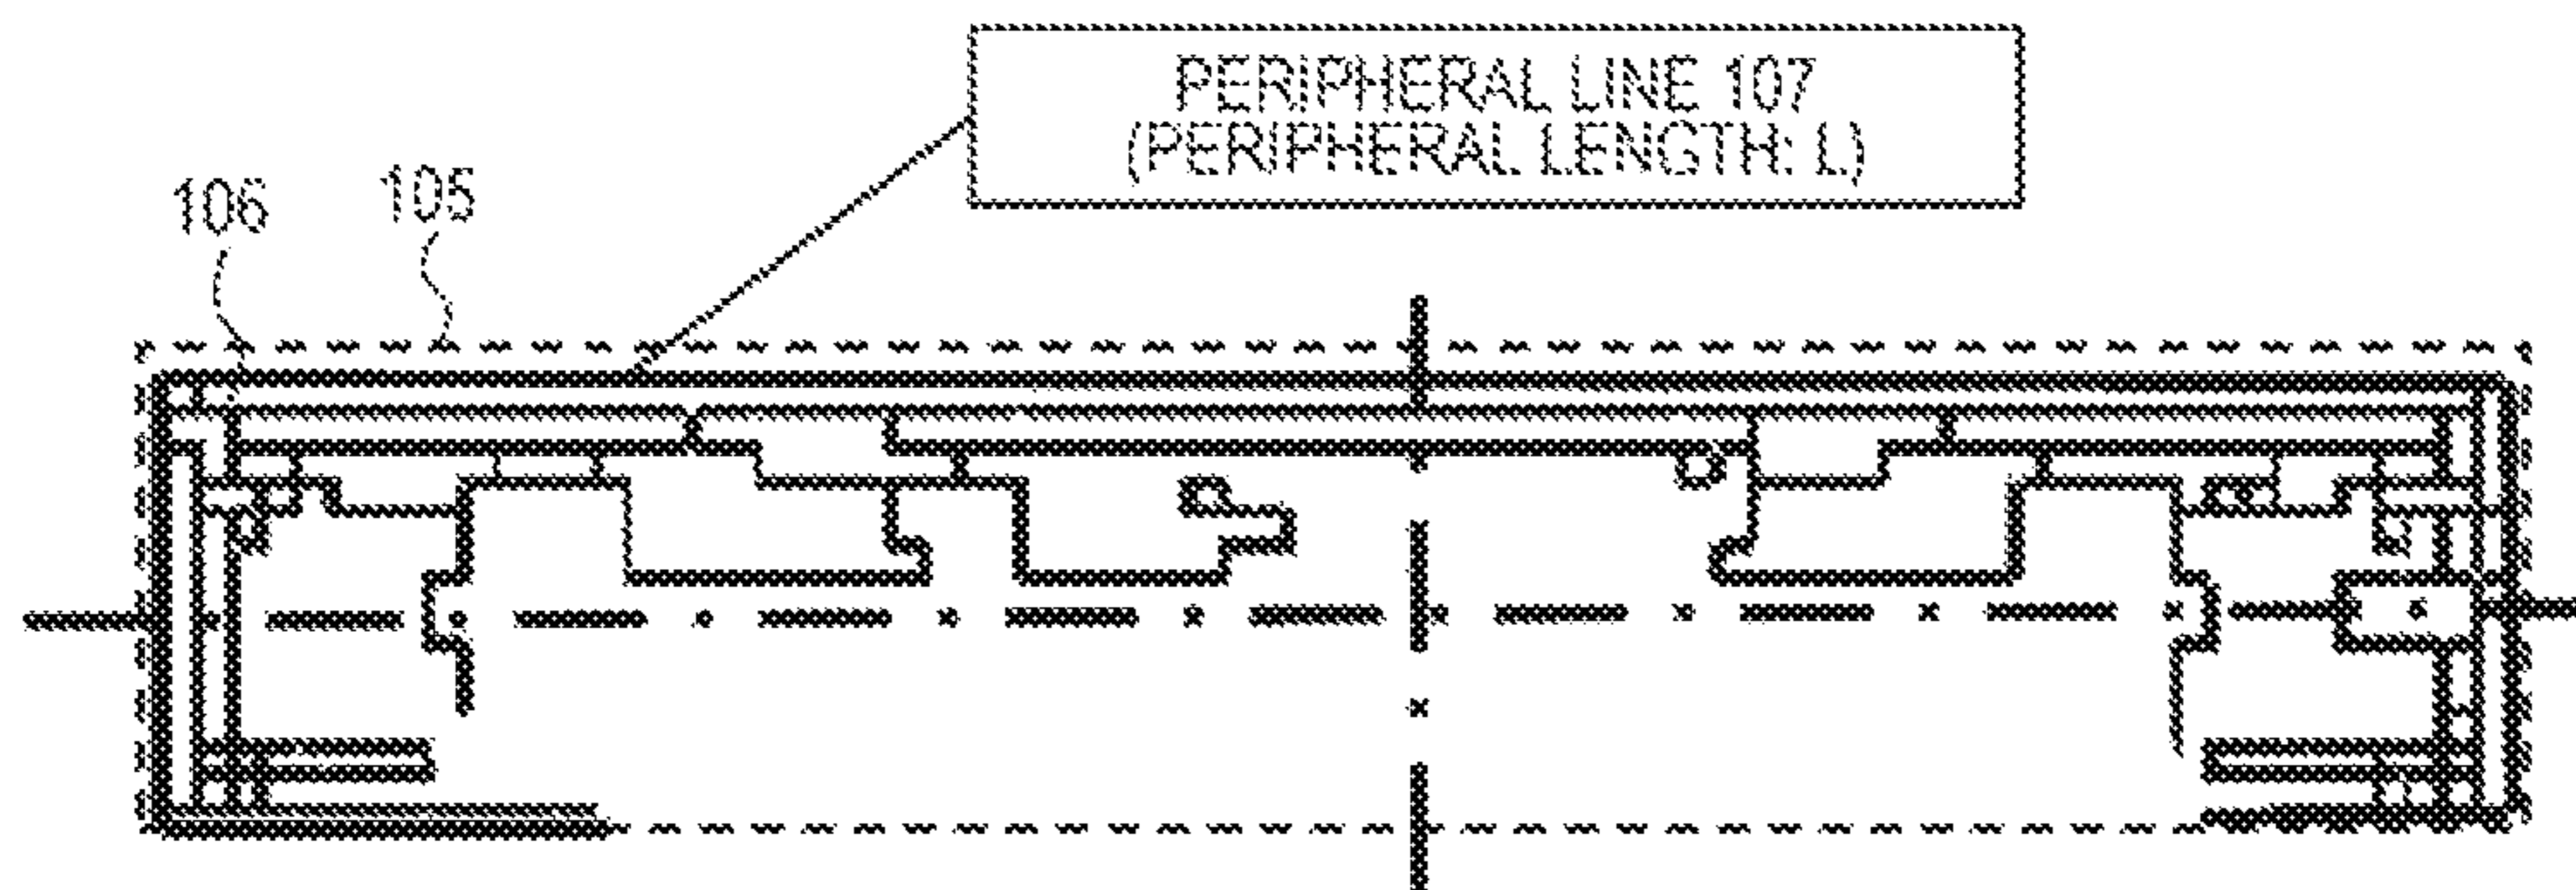 PERIPHERAL LINE 107
(PERIPHERAL LENGTH: L)
106
105